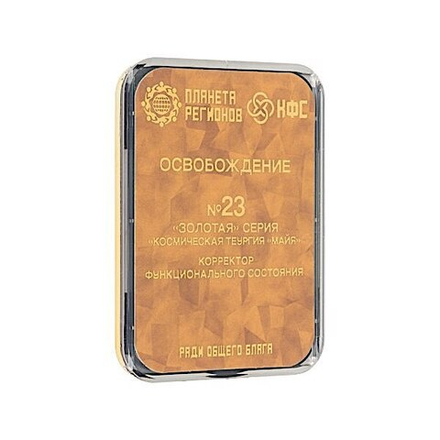 ПЛАНЕТА
РЕГИОНОВ
КФС
ОСВОБОЖДЕНИЕ
№23
«ЗОЛОТАЯ» СЕРИЯ
"КОСМИЧЕСКАЯ ТЕУРГИЯ "МАЙЯ"
КОРРЕКТОР
ФУНКЦИОНАЛЬНОГО СОСТОЯНИЯ
РАДИ ОБЩЕГО БЛАГА